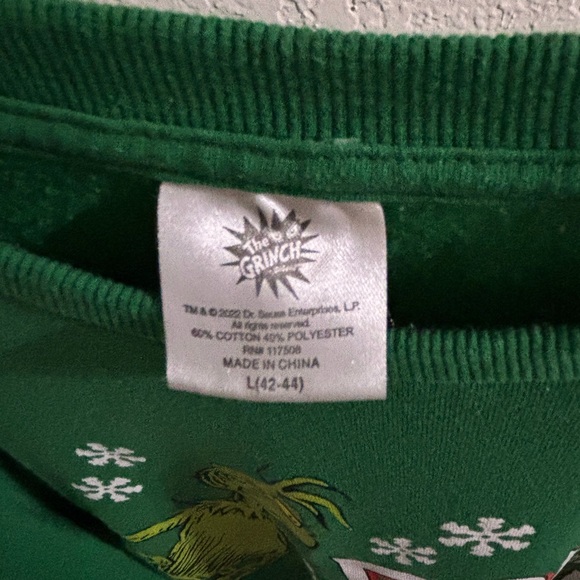 The
GRINCH
TM & © 2022 Dr. Seuss Enterprises, L.P.
All rights reserved.
60% COTTON 40% POLYESTER
RN# 117508
MADE IN CHINA
L(42-44)